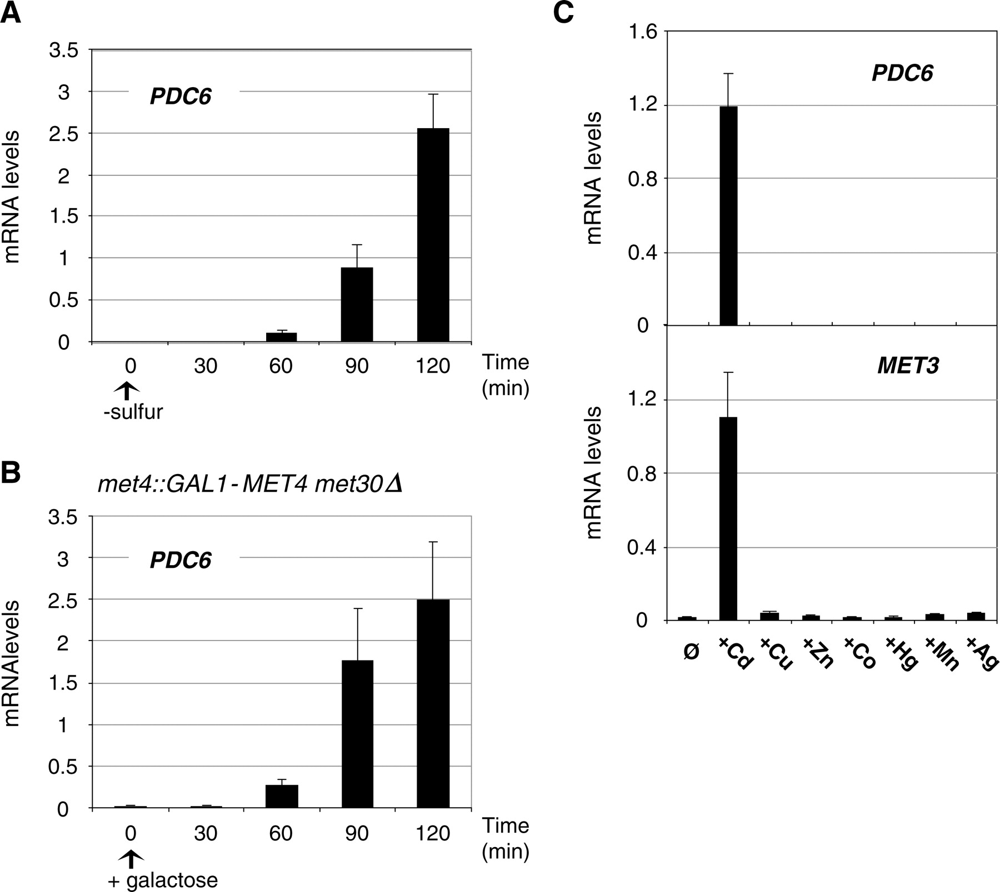 A
3.5
3
2.5
2
1.5
1
0.5
0
mRNA levels
PDC6
0 30 60 90 120 Time
(min)
-sulfur
B
met4::GAL1-MET4 met30Δ
3.5
3
2.5
2
1.5
1
0.5
0
mRNAlevels
PDC6
0 30 60 90 120 Time
(min)
+ galactose
C
1.6
1.2
0.8
0.4
0
mRNA levels
PDC6
1.2
0.8
0.4
0
mRNA levels
MET3
Ø +Cd +Cu +Zn +Co +Hg +Mn +Ag